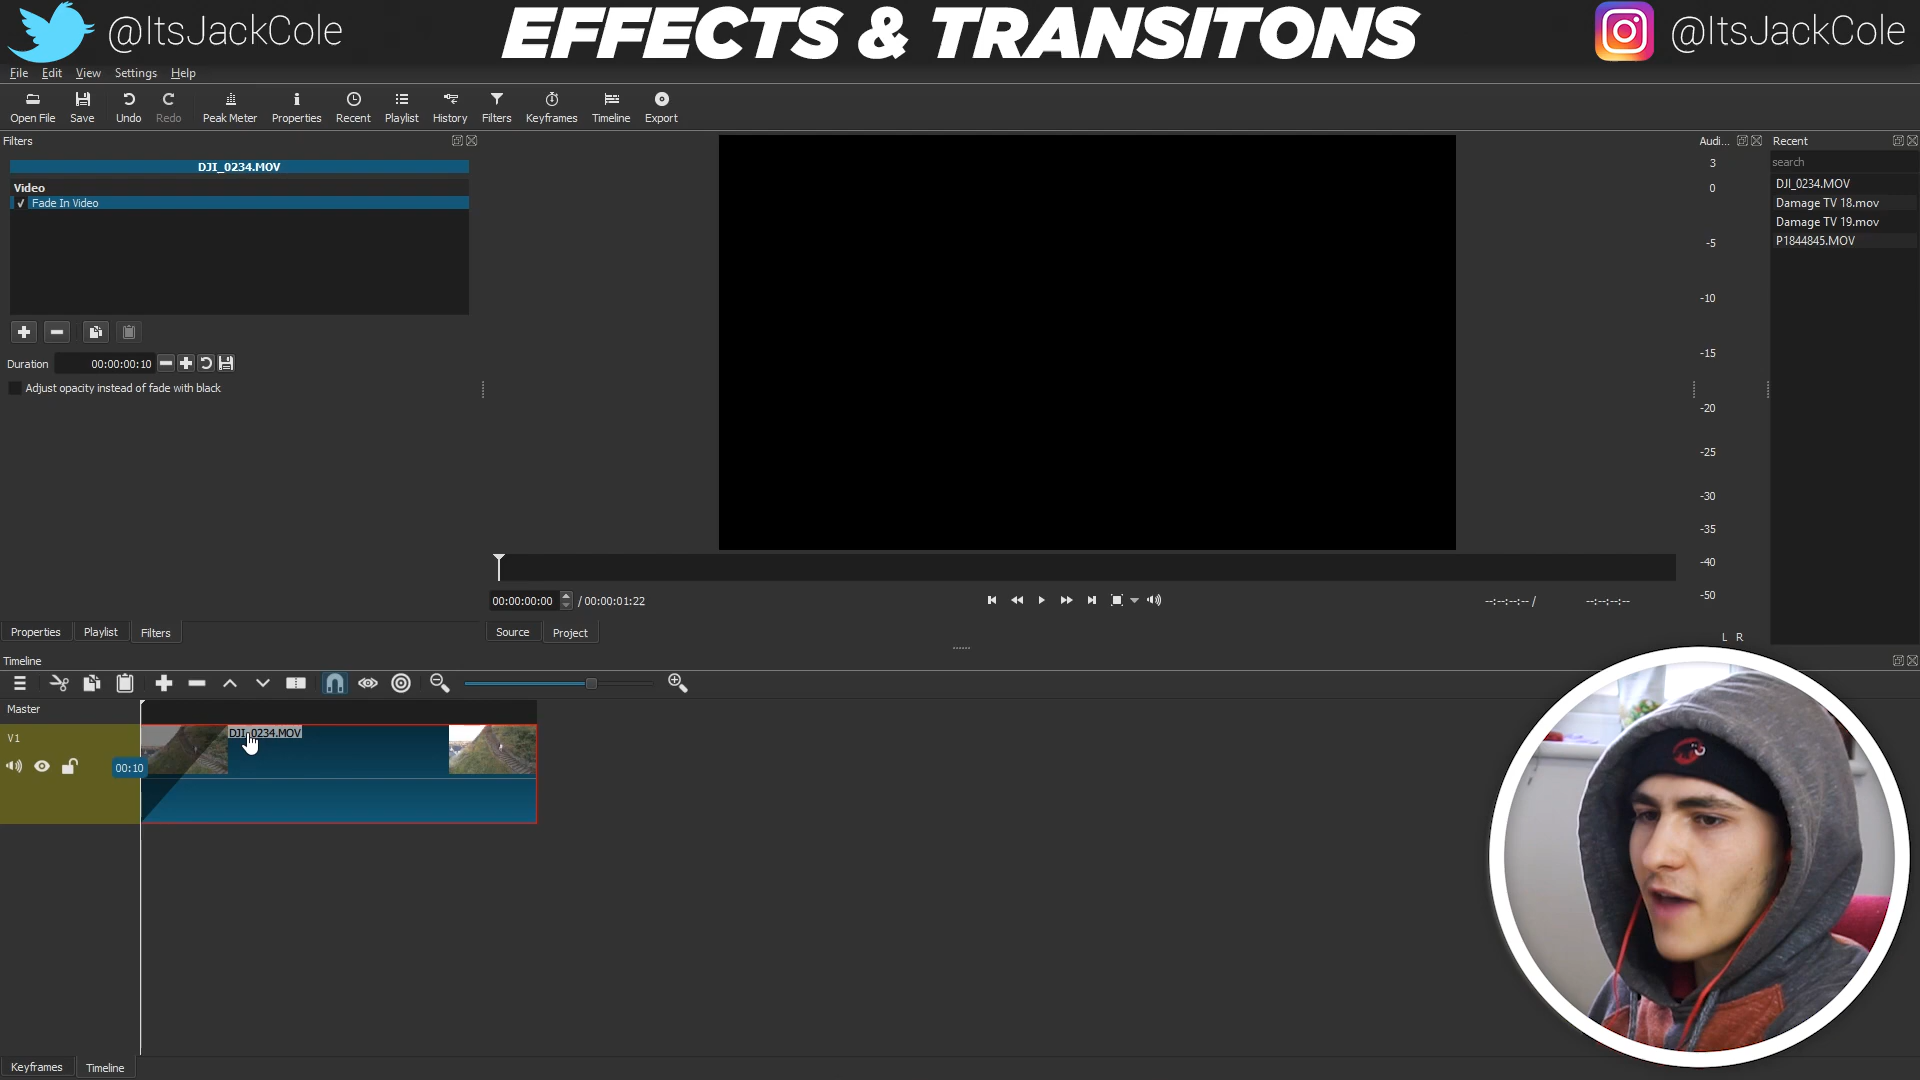 @ItsJackCole
EFFECTS & TRANSITONS
@ItsJackCole
File Edit View Settings Help
Open File Save Undo Redo Peak Meter Properties Recent Playlist History Filters Keyframes Timeline Export
Filters
DJI_0234.MOV
Video
Fade In Video
Duration 00:00:00:10
Adjust opacity instead of fade with black
Properties Playlist Filters
00:00:00:00 / 00:00:01:22
--:--:--:-- / --:--:--:--
Source Project
Audi...
3
0
-5
-10
-15
-20
-25
-30
-35
-40
-50
L R
Recent
search
DJI_0234.MOV
Damage TV 18.mov
Damage TV 19.mov
P1844845.MOV
Timeline
Master
V1
00:10
DJI_0234.MOV
Keyframes Timeline